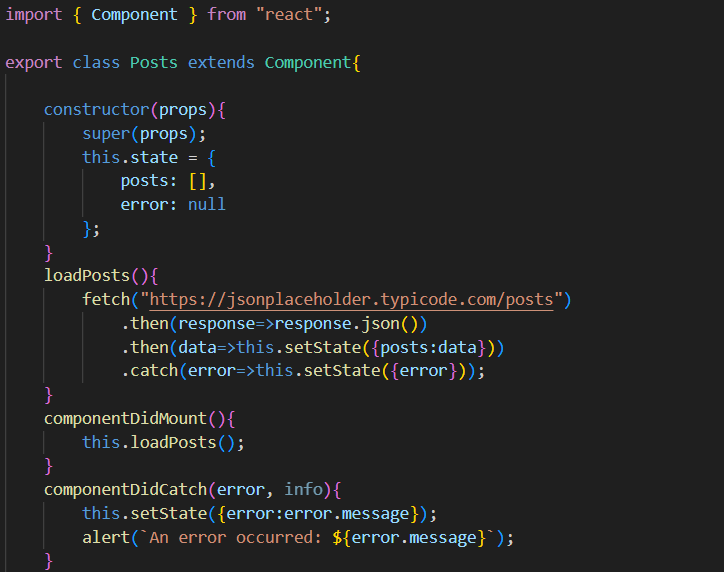 import { Component } from "react";
export class Posts extends Component{
constructor(props){
super(props);
this.state = {
posts: [],
error: null
};
}
loadPosts(){
fetch("https://jsonplaceholder.typicode.com/posts")
.then(response=>response.json())
.then(data=>this.setState({posts:data}))
.catch(error=>this.setState({error}));
}
componentDidMount(){
this.loadPosts();
}
componentDidCatch(error, info){
this.setState({error:error.message});
alert(`An error occurred: ${error.message}`);
}